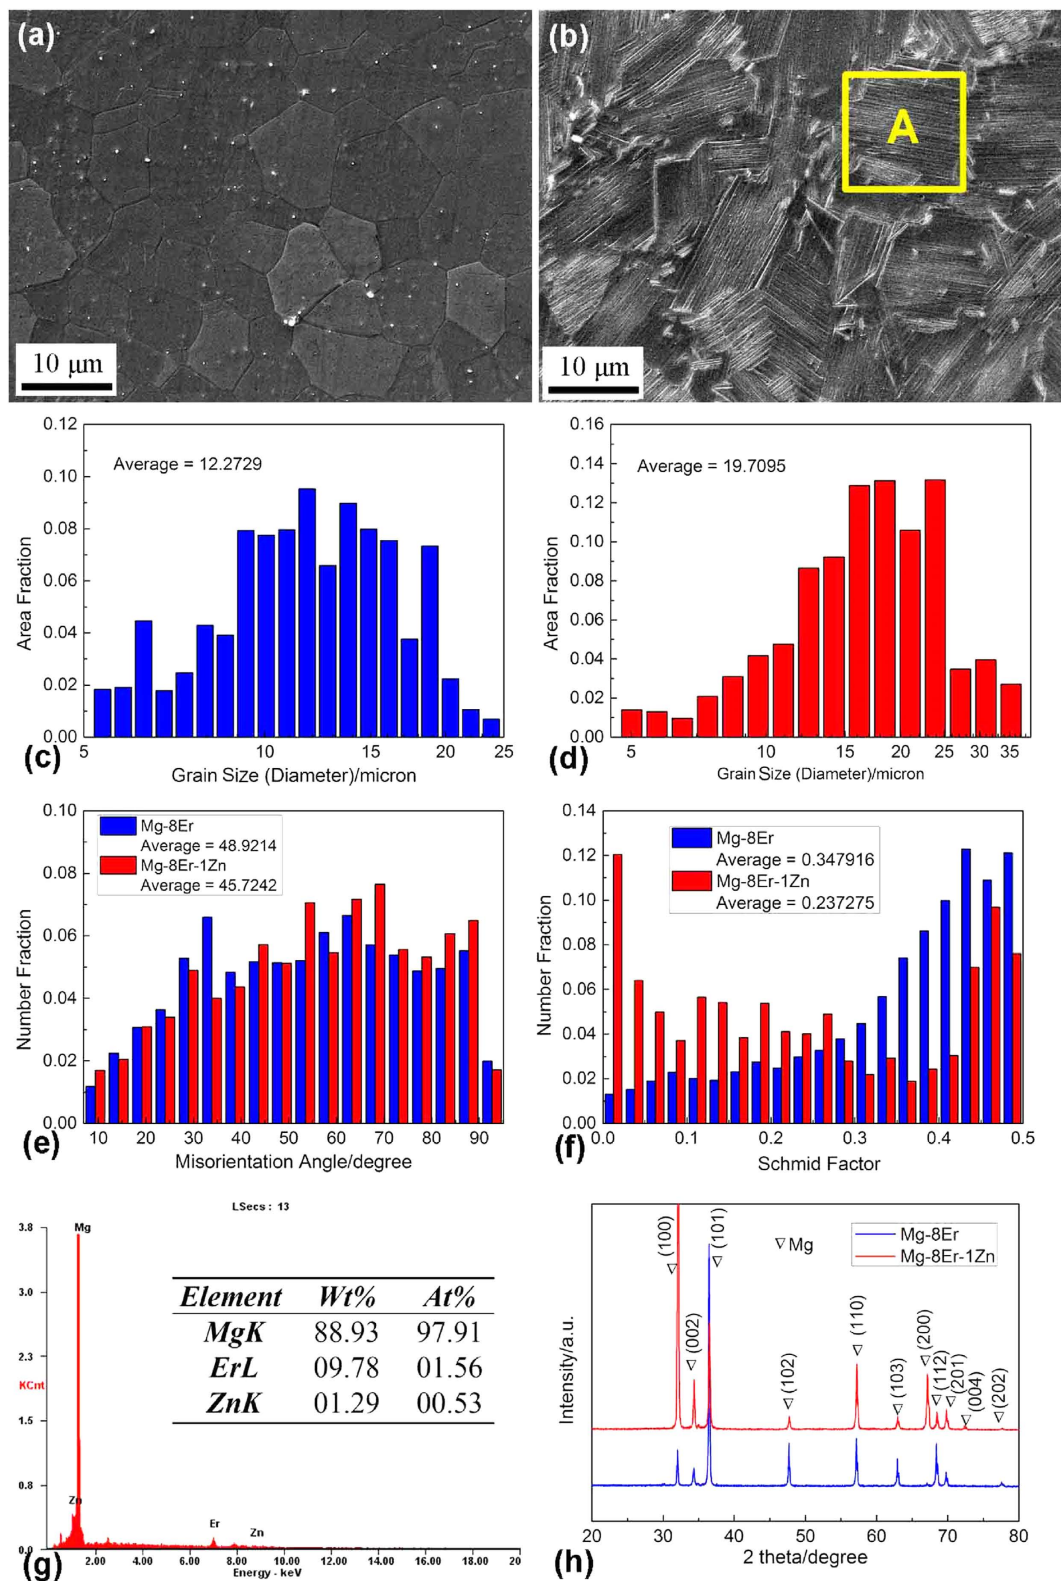 (a)
10 μm
(b)
A
10 μm
0.12
0.10
0.08
0.06
0.04
0.02
0.00
Area Fraction
Average = 12.2729
5 10 15 20 25
Grain Size (Diameter)/micron
(c)
0.16
0.14
0.12
0.10
0.08
0.06
0.04
0.02
0.00
Area Fraction
Average = 19.7095
5 10 15 20 25 30 35
Grain Size (Diameter)/micron
(d)
0.10
0.08
0.06
0.04
0.02
0.00
Number Fraction
Mg-8Er
Average = 48.9214
Mg-8Er-1Zn
Average = 45.7242
10 20 30 40 50 60 70 80 90
Misorientation Angle/degree
(e)
0.14
0.12
0.10
0.08
0.06
0.04
0.02
0.00
Number Fraction
Mg-8Er
Average = 0.347916
Mg-8Er-1Zn
Average = 0.237275
0.0 0.1 0.2 0.3 0.4 0.5
Schmid Factor
(f)
LSecs : 13
3.8
3.0
2.3
KCnt
1.5
0.8
0.0
Mg
Zn
Er
Zn
Element Wt% At%
MgK 88.93 97.91
ErL 09.78 01.56
ZnK 01.29 00.53
2.00 4.00 6.00 8.00 10.00 12.00 14.00 16.00 18.00 20
Energy - keV
(g)
Intensity/a.u.
▽Mg
Mg-8Er
Mg-8Er-1Zn
▽(100)
▽(002)
▽(101)
▽(102)
▽(110)
▽(103)
▽(200)
▽(112)
▽(201)
▽(004)
▽(202)
20 30 40 50 60 70 80
2 theta/degree
(h)